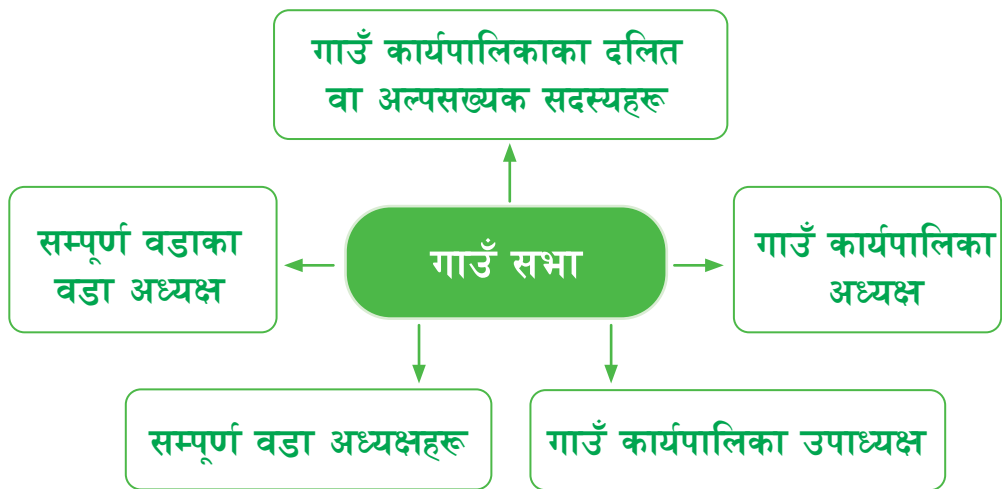 गाउँ कार्यपालिकाका दलित
वा अल्पसख्यक सदस्यहरू
सम्पूर्ण वडाका
वडा अध्यक्ष
गाउँ सभा
गाउँ कार्यपालिका
अध्यक्ष
सम्पूर्ण वडा अध्यक्षहरू
गाउँ कार्यपालिका उपाध्यक्ष